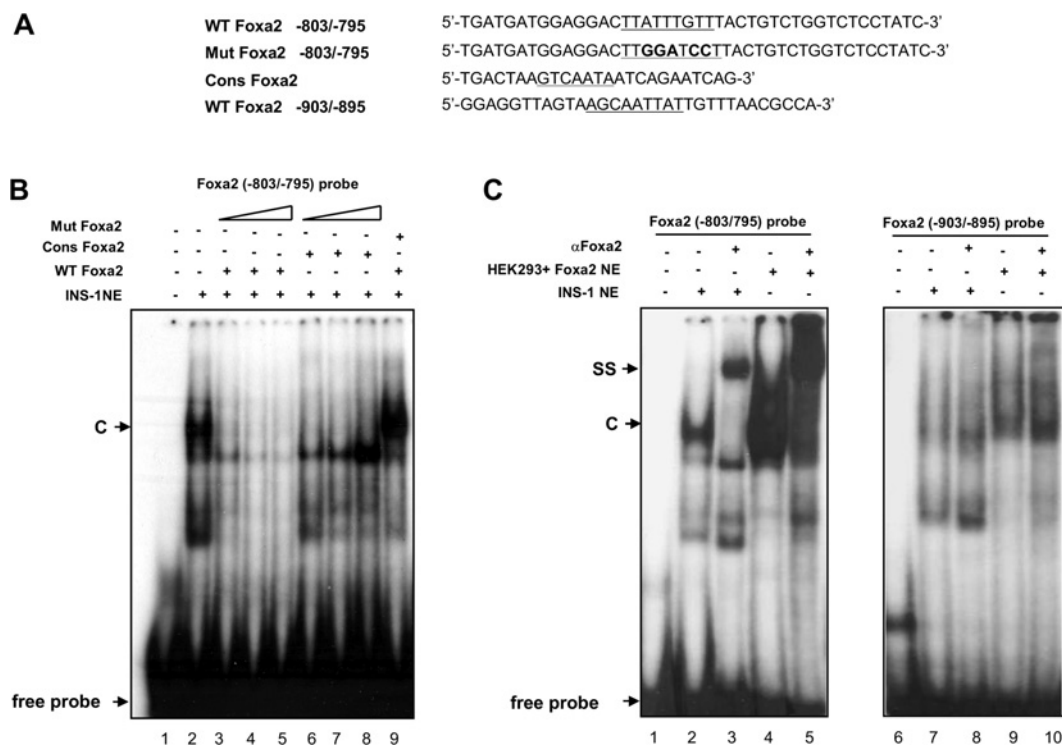 A
WT Foxa2 -803/-795 5'-TGATGATGGAGGACTTATTTGTTTACTGTCTGGTCTCCTATC-3'
Mut Foxa2 -803/-795 5'-TGATGATGGAGGACTTGGATCCTTACTGTCTGGTCTCCTATC-3'
Cons Foxa2 5'-TGACTAAGTCAATAATCAGAATCAG-3'
WT Foxa2 -903/-895 5'-GGAGGTTAGTAAGCAATTATTGTTTAACGCCA-3'
B
Foxa2 (-803/-795) probe
Mut Foxa2 - - - - - - - - +
Cons Foxa2 - - - - - + + + -
WT Foxa2 - - + + + - - - +
INS-1NE - + + + + + + + +
C
free probe
1 2 3 4 5 6 7 8 9
C
Foxa2 (-803/795) probe Foxa2 (-903/-895) probe
αFoxa2 - - + - + - - + - +
HEK293+ Foxa2 NE - - - + + - - - + +
INS-1 NE - + + - - - + + - -
SS
C
free probe
1 2 3 4 5 6 7 8 9 10